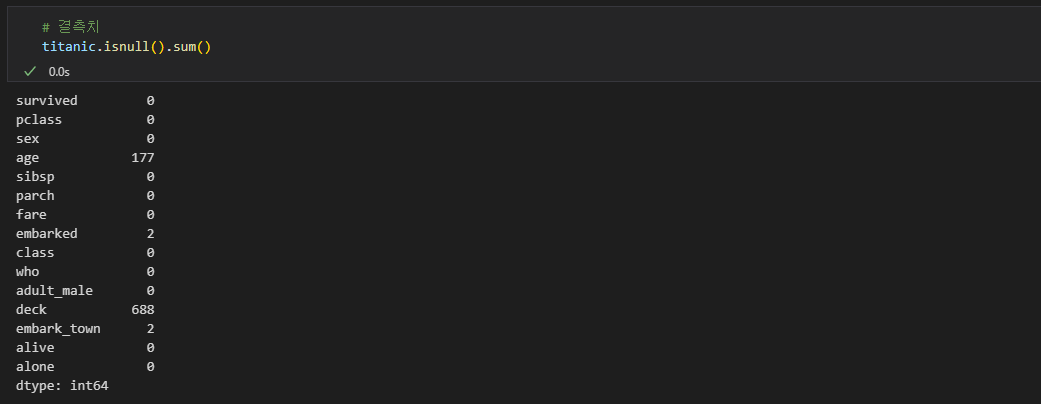 # 결측치
titanic.isnull().sum()
0.0s
survived 0
pclass 0
sex 0
age 177
sibsp 0
parch 0
fare 0
embarked 2
class 0
who 0
adult_male 0
deck 688
embark_town 2
alive 0
alone 0
dtype: int64